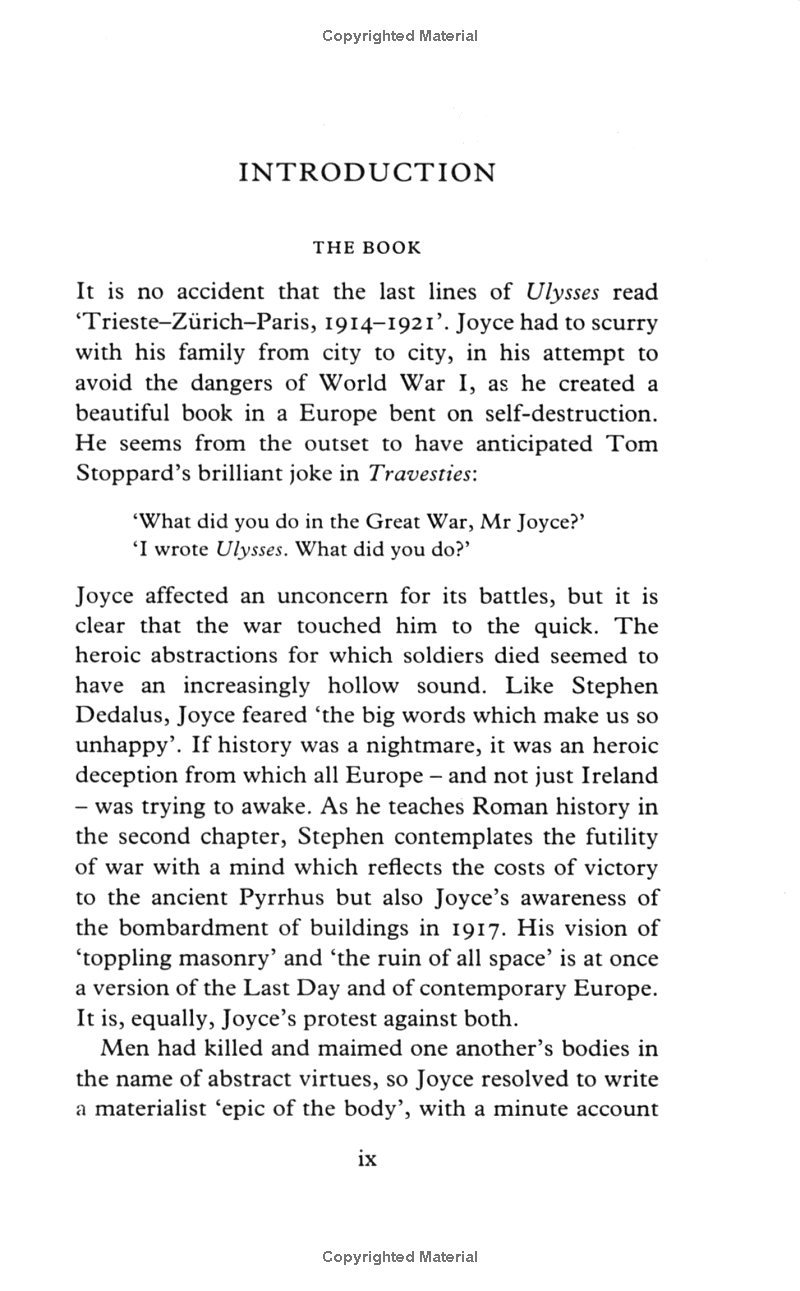 Copyrighted Material
INTRODUCTION
THE BOOK
It is no accident that the last lines of Ulysses read
‘Trieste–Zürich–Paris, 1914–1921’. Joyce had to scurry
with his family from city to city, in his attempt to
avoid the dangers of World War I, as he created a
beautiful book in a Europe bent on self-destruction.
He seems from the outset to have anticipated Tom
Stoppard’s brilliant joke in Travesties:
‘What did you do in the Great War, Mr Joyce?’
‘I wrote Ulysses. What did you do?’
Joyce affected an unconcern for its battles, but it is
clear that the war touched him to the quick. The
heroic abstractions for which soldiers died seemed to
have an increasingly hollow sound. Like Stephen
Dedalus, Joyce feared ‘the big words which make us so
unhappy’. If history was a nightmare, it was an heroic
deception from which all Europe – and not just Ireland
– was trying to awake. As he teaches Roman history in
the second chapter, Stephen contemplates the futility
of war with a mind which reflects the costs of victory
to the ancient Pyrrhus but also Joyce’s awareness of
the bombardment of buildings in 1917. His vision of
‘toppling masonry’ and ‘the ruin of all space’ is at once
a version of the Last Day and of contemporary Europe.
It is, equally, Joyce’s protest against both.
Men had killed and maimed one another’s bodies in
the name of abstract virtues, so Joyce resolved to write
a materialist ‘epic of the body’, with a minute account
ix
Copyrighted Material